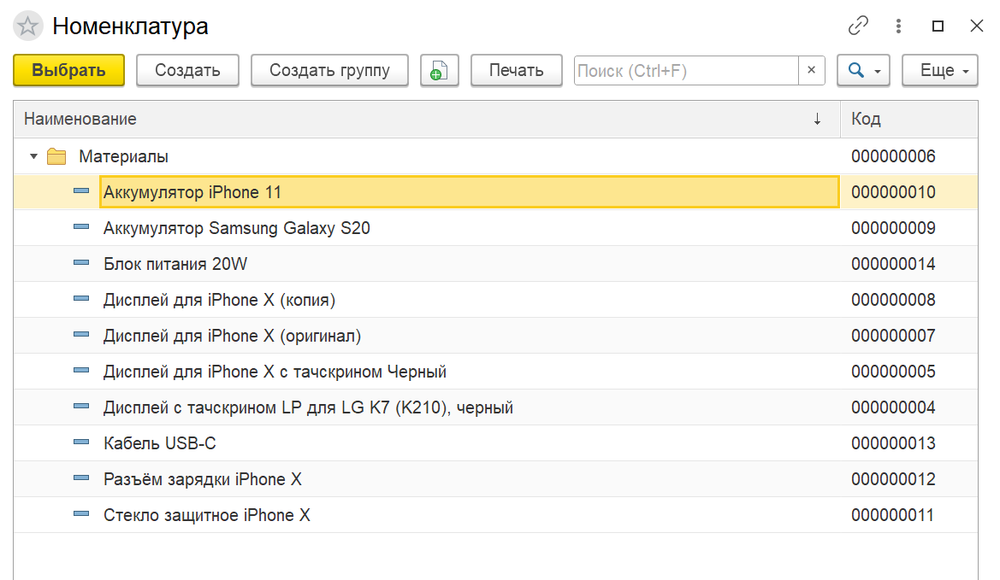 Номенклатура
Выбрать Создать Создать группу Печать Поиск (Ctrl+F) × Еще
Наименование ↓ Код
Материалы 000000006
Аккумулятор iPhone 11 000000010
Аккумулятор Samsung Galaxy S20 000000009
Блок питания 20W 000000014
Дисплей для iPhone X (копия) 000000008
Дисплей для iPhone X (оригинал) 000000007
Дисплей для iPhone X с тачскрином Черный 000000005
Дисплей с тачскрином LP для LG K7 (K210), черный 000000004
Кабель USB-C 000000013
Разъём зарядки iPhone X 000000012
Стекло защитное iPhone X 000000011